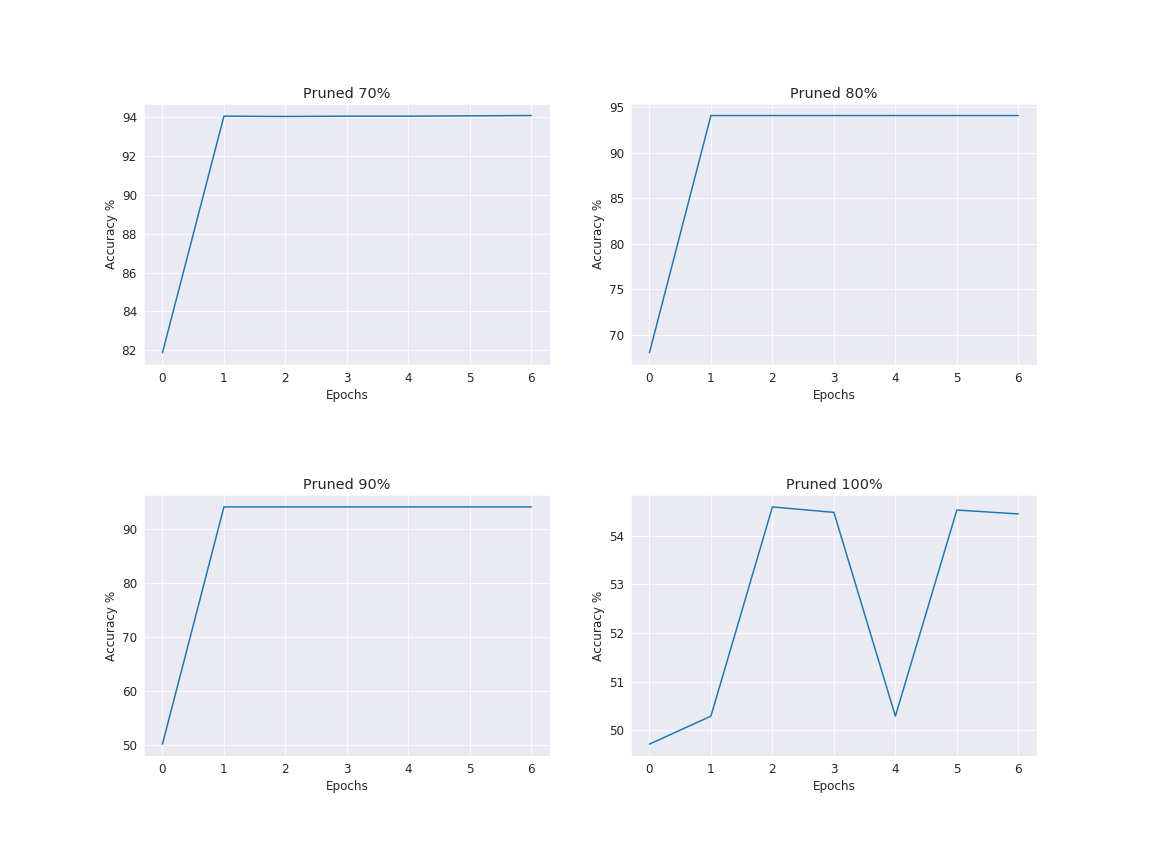 Pruned 70%
94
92
90
88
86
84
82
Accuracy %
0 1 2 3 4 5 6
Epochs
Pruned 80%
95
90
85
80
75
70
Accuracy %
0 1 2 3 4 5 6
Epochs
Pruned 90%
90
80
70
60
50
Accuracy %
0 1 2 3 4 5 6
Epochs
Pruned 100%
54
53
52
51
50
Accuracy %
0 1 2 3 4 5 6
Epochs